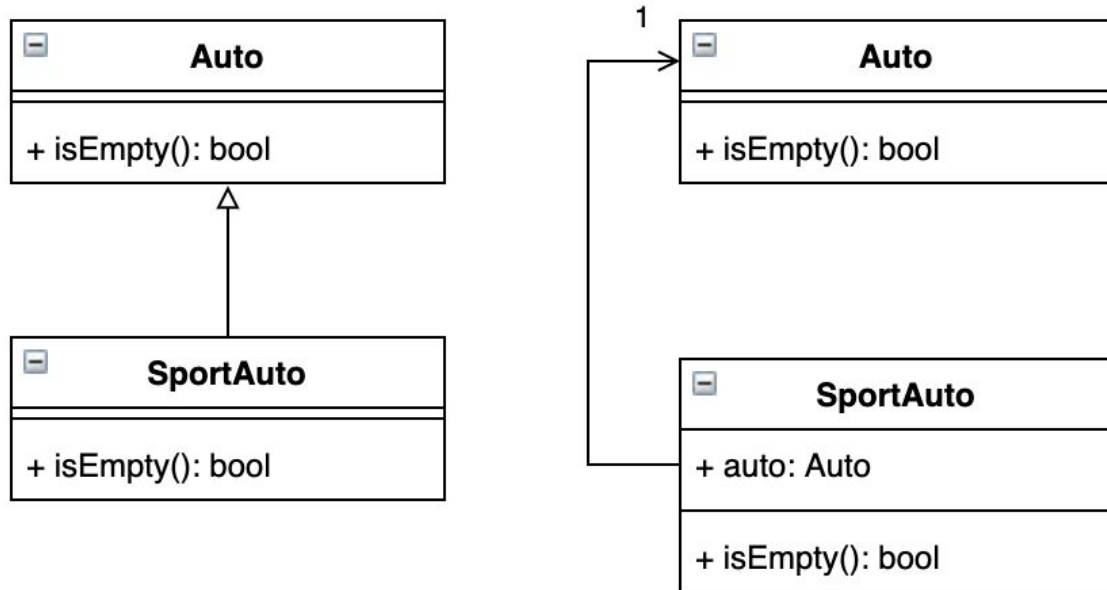 Auto
+ isEmpty(): bool
SportAuto
+ isEmpty(): bool
1
Auto
+ isEmpty(): bool
SportAuto
+ auto: Auto
+ isEmpty(): bool